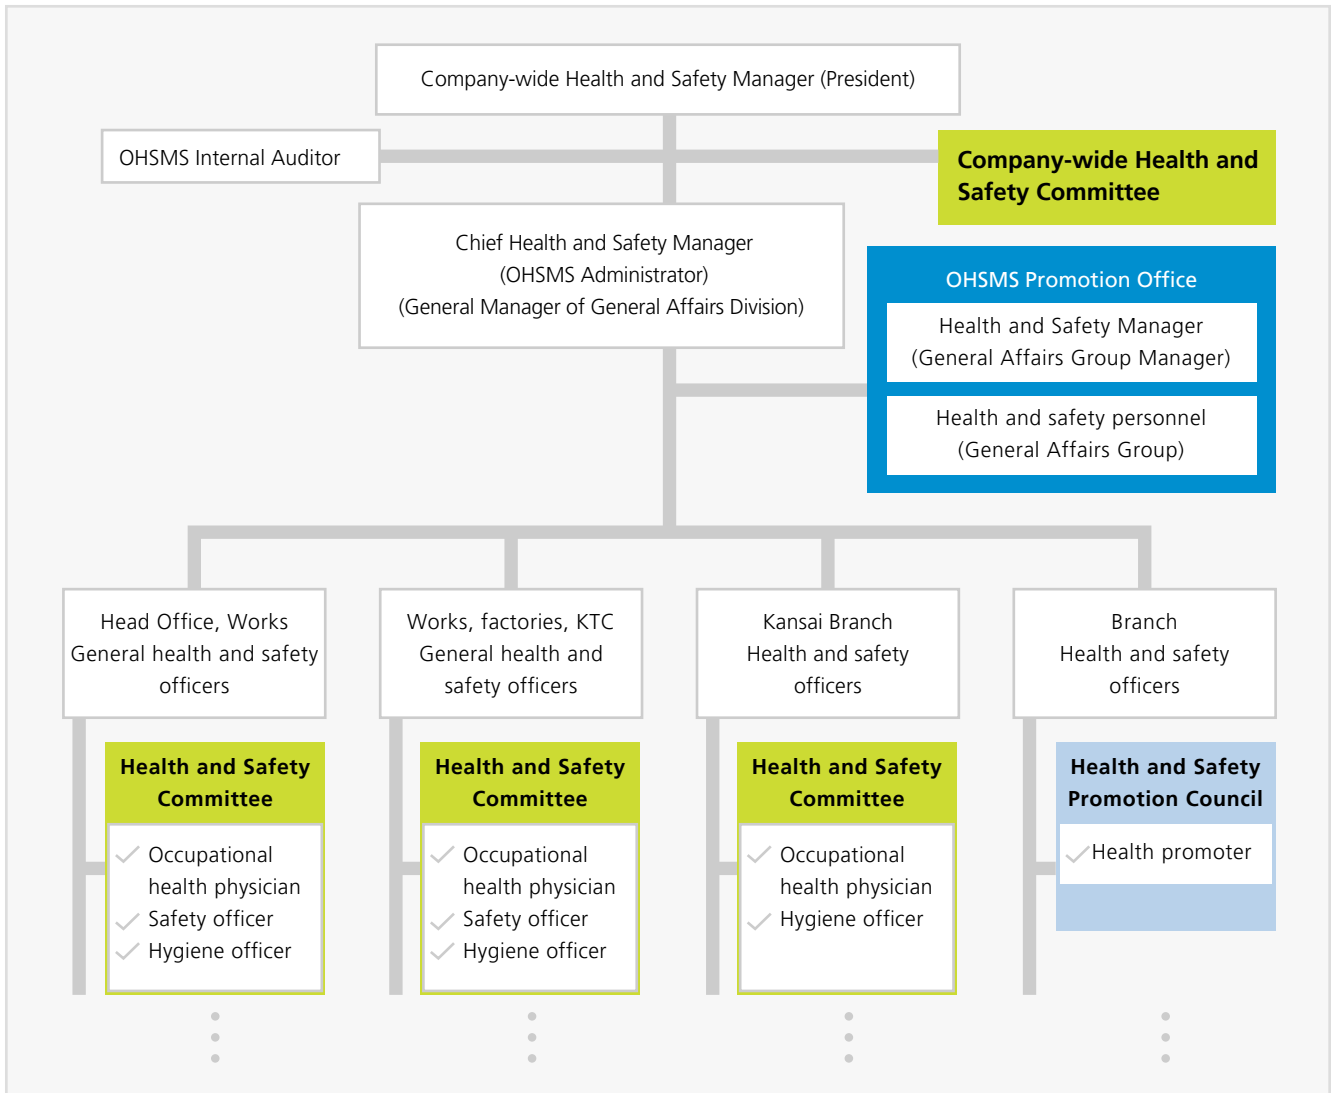 Company-wide Health and Safety Manager (President)
OHSMS Internal Auditor
Company-wide Health and
Safety Committee
Chief Health and Safety Manager
(OHSMS Administrator)
(General Manager of General Affairs Division)
OHSMS Promotion Office
Health and Safety Manager
(General Affairs Group Manager)
Health and safety personnel
(General Affairs Group)
Head Office, Works
General health and safety
officers
Works, factories, KTC
General health and
safety officers
Kansai Branch
Health and safety
officers
Branch
Health and safety
officers
Health and Safety
Committee
Occupational
health physician
Safety officer
Hygiene officer
Health and Safety
Committee
Occupational
health physician
Safety officer
Hygiene officer
Health and Safety
Committee
Occupational
health physician
Hygiene officer
Health and Safety
Promotion Council
Health promoter